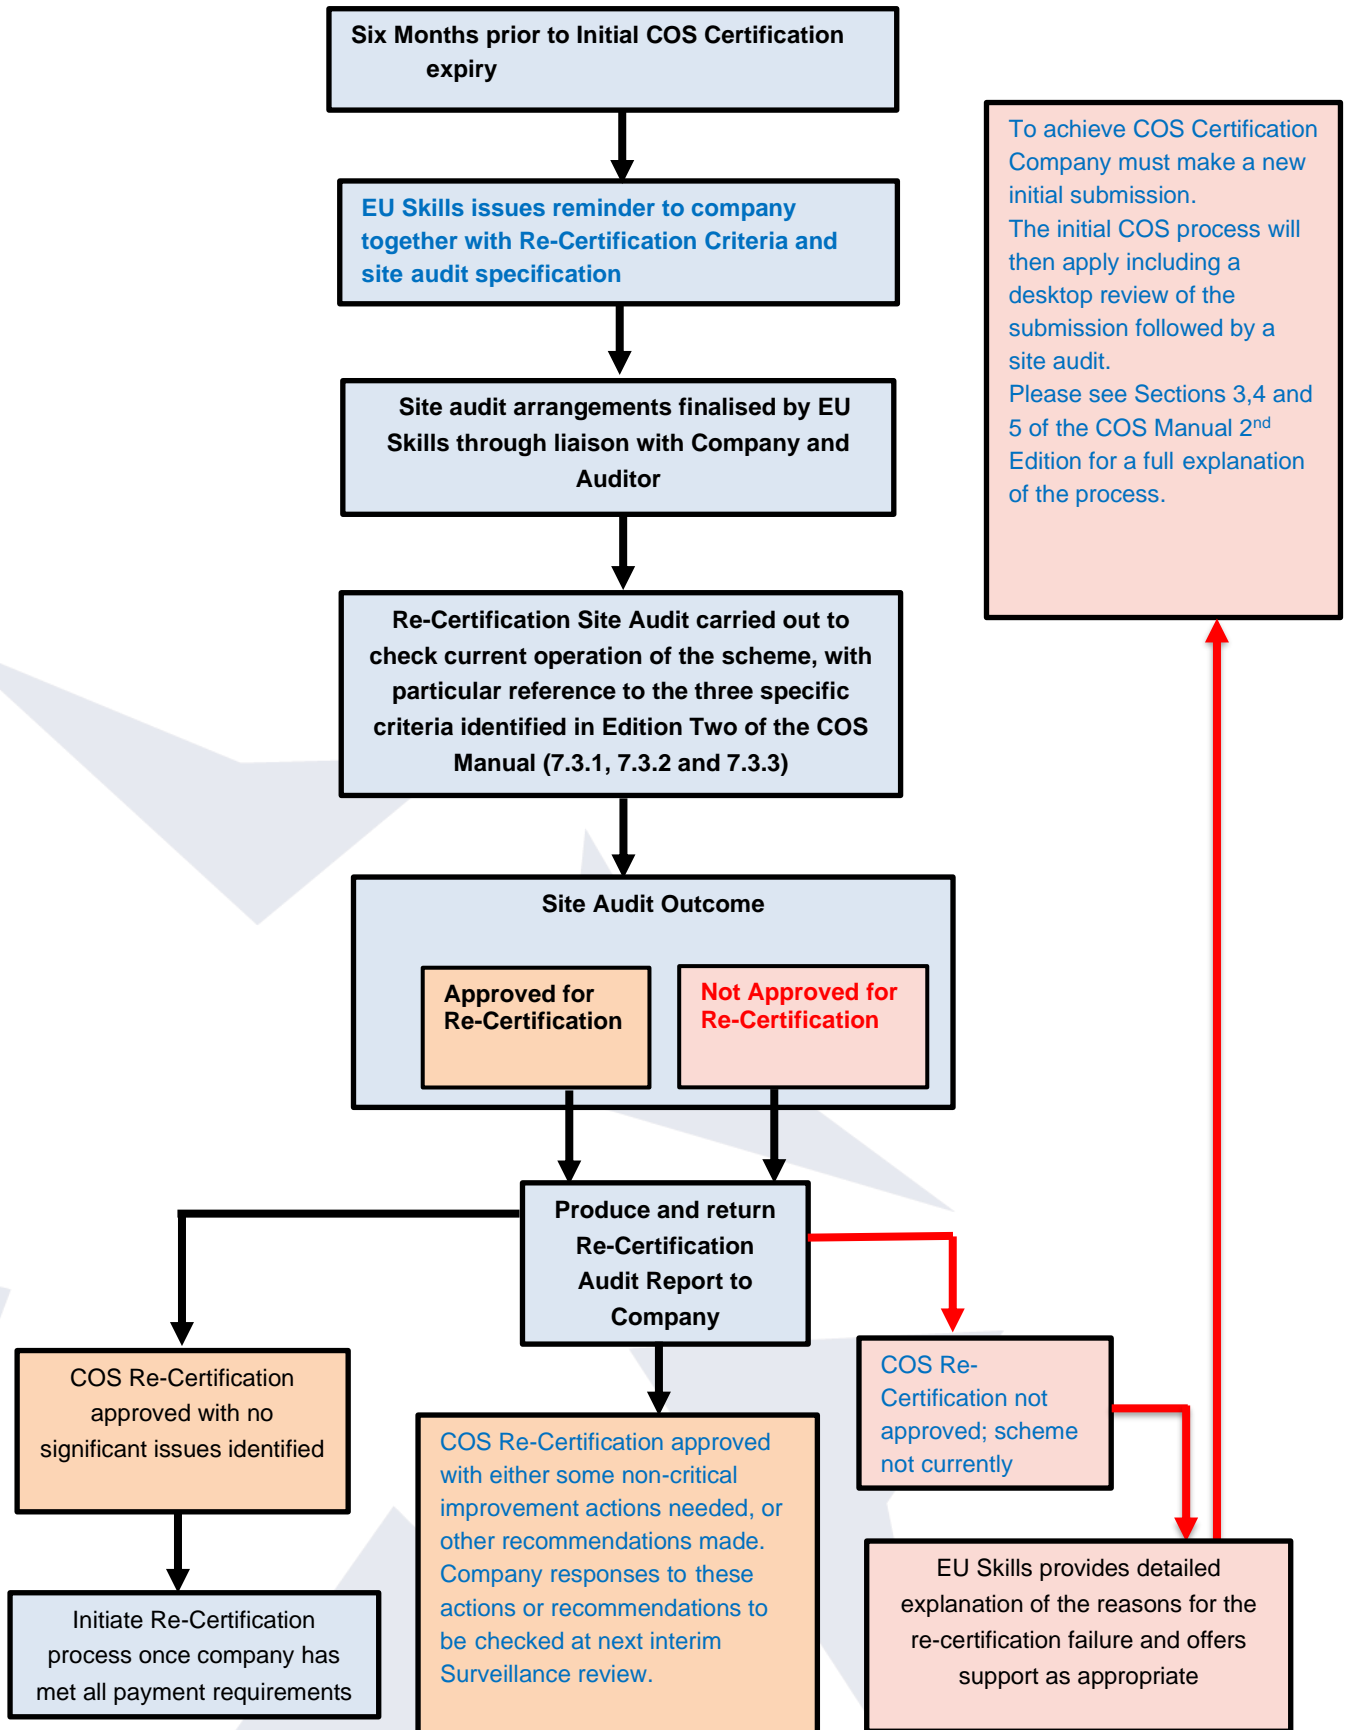 Six Months prior to Initial COS Certification
expiry
EU Skills issues reminder to company
together with Re-Certification Criteria and
site audit specification
Site audit arrangements finalised by EU
Skills through liaison with Company and
Auditor
Re-Certification Site Audit carried out to
check current operation of the scheme, with
particular reference to the three specific
criteria identified in Edition Two of the COS
Manual (7.3.1, 7.3.2 and 7.3.3)
Site Audit Outcome
Approved for
Re-Certification
Not Approved for
Re-Certification
Produce and return
Re-Certification
Audit Report to
Company
COS Re-Certification
approved with no
significant issues identified
Initiate Re-Certification
process once company has
met all payment requirements
COS Re-Certification approved
with either some non-critical
improvement actions needed, or
other recommendations made.
Company responses to these
actions or recommendations to
be checked at next interim
Surveillance review.
COS Re-
Certification not
approved; scheme
not currently
EU Skills provides detailed
explanation of the reasons for the
re-certification failure and offers
support as appropriate
To achieve COS Certification
Company must make a new
initial submission.
The initial COS process will
then apply including a
desktop review of the
submission followed by a
site audit.
Please see Sections 3,4 and
5 of the COS Manual 2nd
Edition for a full explanation
of the process.